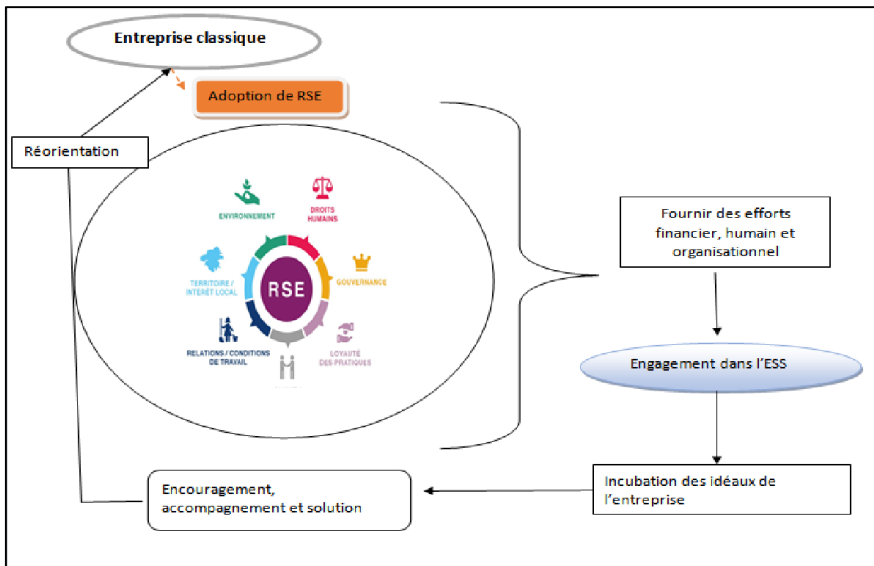 Entreprise classique
Adoption de RSE
Réorientation
ENVIRONNEMENT
DROITS
HUMAINS
TERRITOIRE /
INTÉRÊT LOCAL
RSE
GOUVERNANCE
RELATIONS / CONDITIONS
DE TRAVAIL
LOYAUTÉ
DES PRATIQUES
Fournir des efforts
financier, humain et
organisationnel
Engagement dans l'ESS
Incubation des idéaux de
l'entreprise
Encouragement,
accompagnement et solution